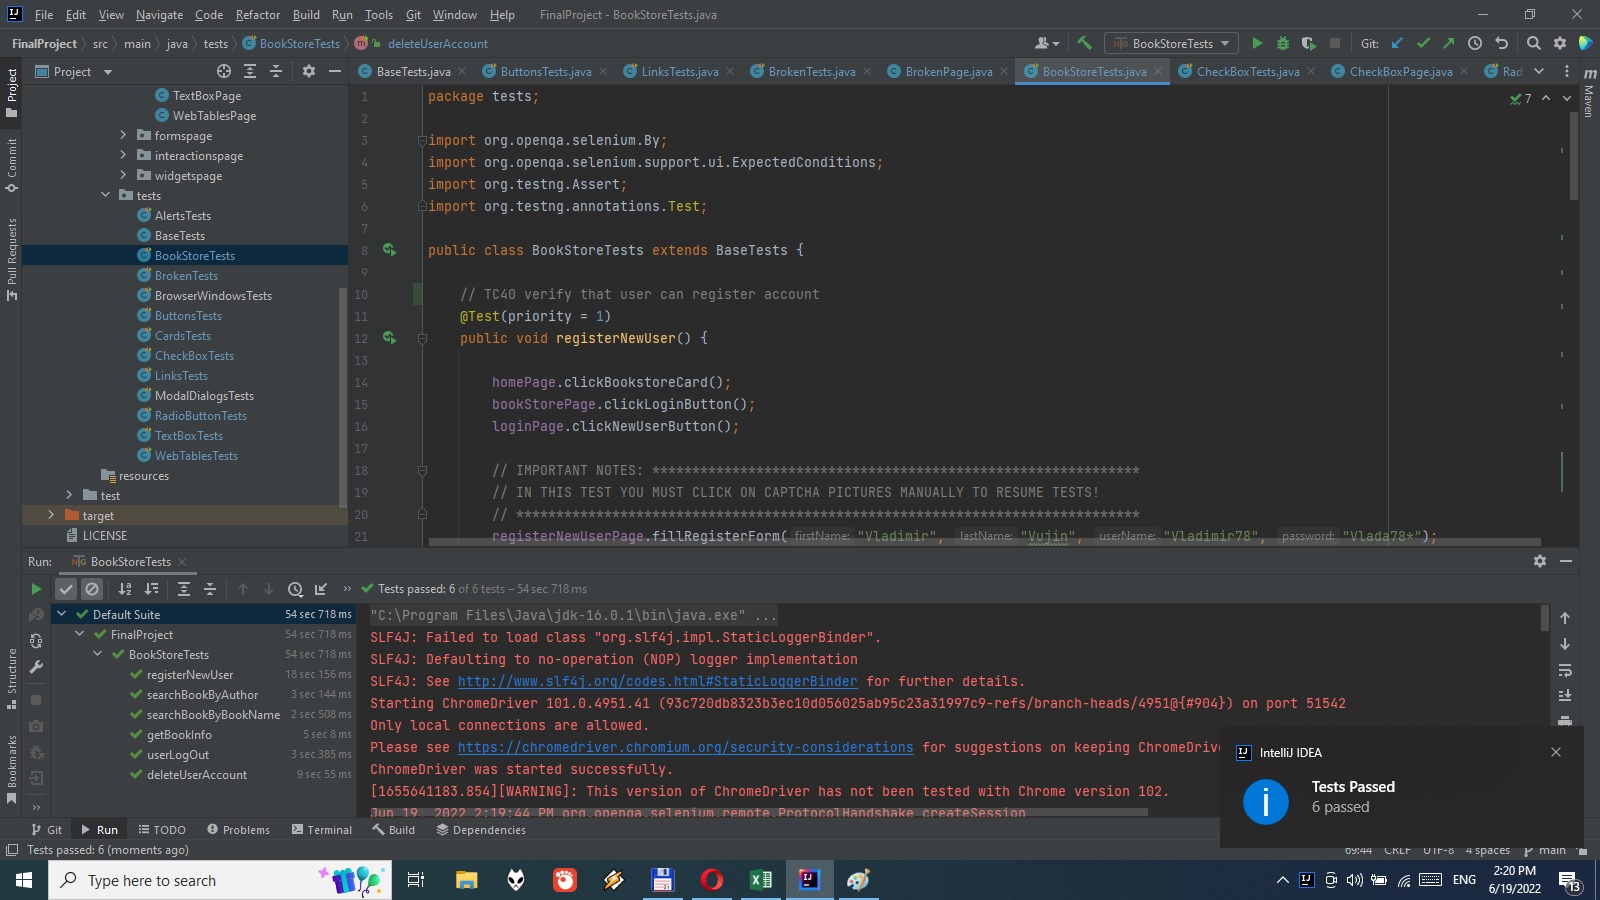 File Edit View Navigate Code Refactor Build Run Tools Git Window Help FinalProject - BookStoreTests.java
FinalProject src main java tests BookStoreTests deleteUserAccount
BookStoreTests Git:
Project
BaseTests.java ButtonsTests.java LinksTests.java BrokenTests.java BrokenPage.java BookStoreTests.java CheckBoxTests.java CheckBoxPage.java Rad
Project
Commit
Pull Requests
Structure
Bookmarks
Maven
TextBoxPage
WebTablesPage
formspage
interactionspage
widgetspage
tests
AlertsTests
BaseTests
BookStoreTests
BrokenTests
BrowserWindowsTests
ButtonsTests
CardsTests
CheckBoxTests
LinksTests
ModalDialogsTests
RadioButtonTests
TextBoxTests
WebTablesTests
resources
test
target
LICENSE
7
1 package tests;
2
3 import org.openqa.selenium.By;
4 import org.openqa.selenium.support.ui.ExpectedConditions;
5 import org.testng.Assert;
6 import org.testng.annotations.Test;
7
8 public class BookStoreTests extends BaseTests {
9
10 // TC40 verify that user can register account
11 @Test(priority = 1)
12 public void registerNewUser() {
13
14 homePage.clickBookstoreCard();
15 bookStorePage.clickLoginButton();
16 loginPage.clickNewUserButton();
17
18 // IMPORTANT NOTES: *************************************************************
19 // IN THIS TEST YOU MUST CLICK ON CAPTCHA PICTURES MANUALLY TO RESUME TESTS!
20 // ******************************************************************************
21 registerNewUserPage.fillRegisterForm( firstName: "Vladimir", lastName: "Vujin", userName: "Vladimir78", password: "Vlada78*");
Run: BookStoreTests
Tests passed: 6 of 6 tests – 54 sec 718 ms
Default Suite 54 sec 718 ms
FinalProject 54 sec 718 ms
BookStoreTests 54 sec 718 ms
registerNewUser 18 sec 156 ms
searchBookByAuthor 3 sec 144 ms
searchBookByBookName 2 sec 508 ms
getBookInfo 5 sec 8 ms
userLogOut 3 sec 385 ms
deleteUserAccount 9 sec 55 ms
"C:\Program Files\Java\jdk-16.0.1\bin\java.exe" ...
SLF4J: Failed to load class "org.slf4j.impl.StaticLoggerBinder".
SLF4J: Defaulting to no-operation (NOP) logger implementation
SLF4J: See http://www.slf4j.org/codes.html#StaticLoggerBinder for further details.
Starting ChromeDriver 101.0.4951.41 (93c720db8323b3ec10d056025ab95c23a31997c9-refs/branch-heads/4951@{#904}) on port 51542
Only local connections are allowed.
Please see https://chromedriver.chromium.org/security-considerations for suggestions on keeping ChromeDrive
ChromeDriver was started successfully.
[1655641183.854][WARNING]: This version of ChromeDriver has not been tested with Chrome version 102.
Jun 19, 2022 2:19:44 PM org.openqa.selenium.remote.ProtocolHandshake createSession
IntelliJ IDEA
Tests Passed
6 passed
Git Run TODO Problems Terminal Build Dependencies
Tests passed: 6 (moments ago) 69:44 CRLF UTF-8 4 spaces main
Type here to search
ENG
2:20 PM
6/19/2022
13